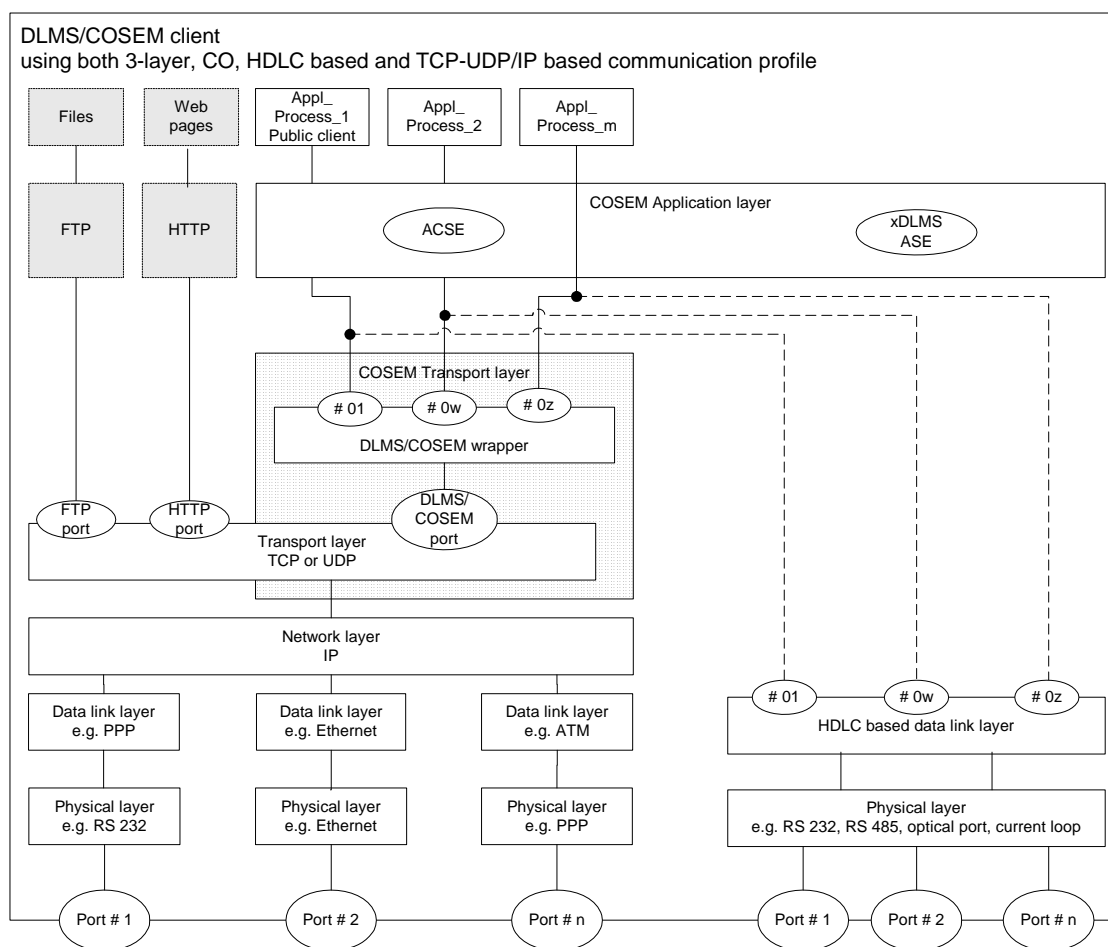 DLMS/COSEM client
using both 3-layer, CO, HDLC based and TCP-UDP/IP based communication profile
Files
Web
pages
Appl_
Process_1
Public client
Appl_
Process_2
Appl_
Process_m
FTP
HTTP
COSEM Application layer
ACSE
xDLMS
ASE
COSEM Transport layer
# 01
# 0w
# 0z
DLMS/COSEM wrapper
FTP
port
HTTP
port
DLMS/
COSEM
port
Transport layer
TCP or UDP
Network layer
IP
# 01
# 0w
# 0z
HDLC based data link layer
Data link layer
e.g. PPP
Data link layer
e.g. Ethernet
Data link layer
e.g. ATM
Physical layer
e.g. RS 232
Physical layer
e.g. Ethernet
Physical layer
e.g. PPP
Physical layer
e.g. RS 232, RS 485, optical port, current loop
Port # 1
Port # 2
Port # n
Port # 1
Port # 2
Port # n